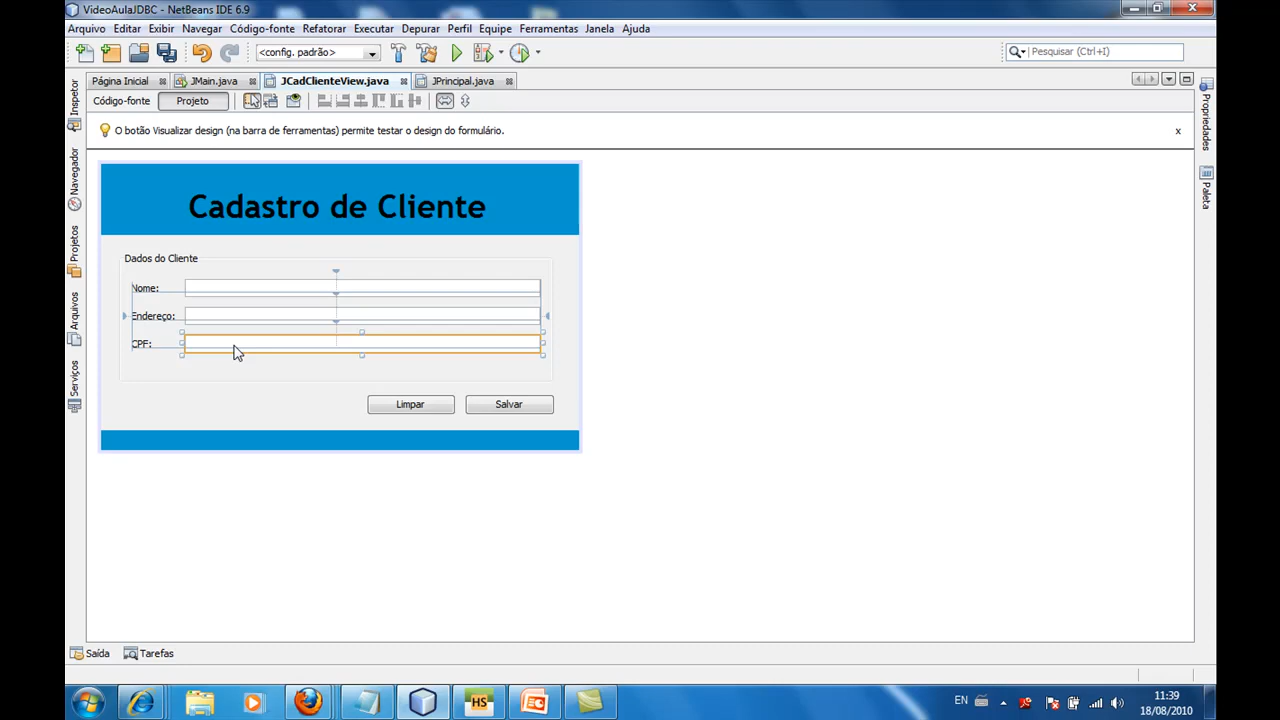 VideoAulaJDBC - NetBeans IDE 6.9
Arquivo Editar Exibir Navegar Código-fonte Refatorar Executar Depurar Perfil Equipe Ferramentas Janela Ajuda
<config. padrão> Pesquisar (Ctrl+I)
Página Inicial JMain.java JCadClienteView.java JPrincipal.java
Código-fonte Projeto
O botão Visualizar design (na barra de ferramentas) permite testar o design do formulário. x
Inspetor
Navegador
Projetos
Arquivos
Serviços
Propriedades
Paleta
Cadastro de Cliente
Dados do Cliente
Nome:
Endereço:
CPF:
Limpar Salvar
Saída Tarefas
HS
EN 11:39
18/08/2010